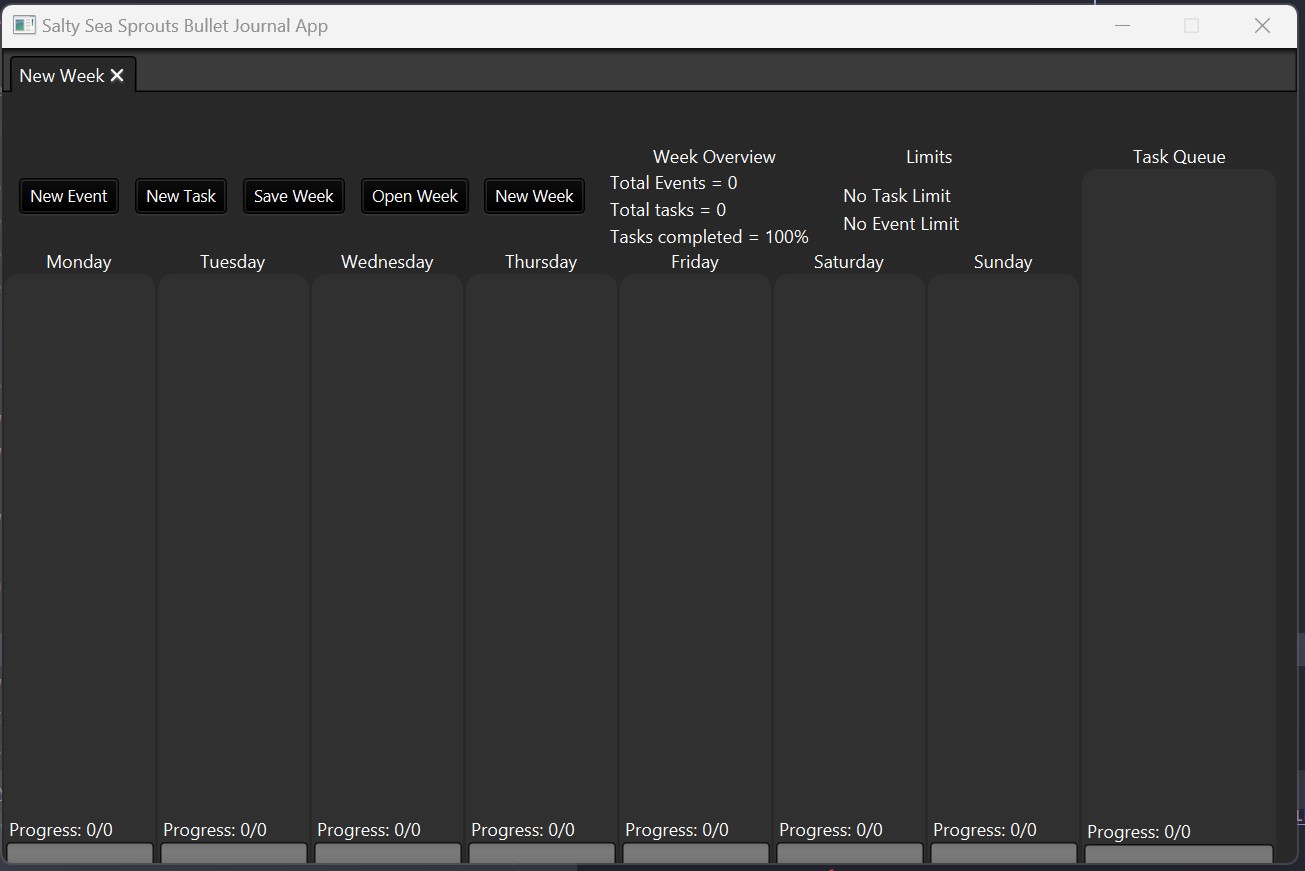 Salty Sea Sprouts Bullet Journal App
New Week
Week Overview
Limits
Task Queue
New Event
New Task
Save Week
Open Week
New Week
Total Events = 0
Total tasks = 0
Tasks completed = 100%
No Task Limit
No Event Limit
Monday
Tuesday
Wednesday
Thursday
Friday
Saturday
Sunday
Progress: 0/0
Progress: 0/0
Progress: 0/0
Progress: 0/0
Progress: 0/0
Progress: 0/0
Progress: 0/0
Progress: 0/0